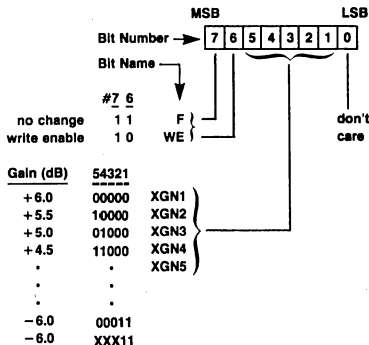 MSB LSB
Bit Number 7 6 5 4 3 2 1 0
Bit Name
#7 6
no change 1 1 F don't
write enable 1 0 WE care
Gain (dB) 54321
+6.0 00000 XGN1
+5.5 10000 XGN2
+5.0 01000 XGN3
+4.5 11000 XGN4
. . XGN5
. .
. .
−6.0 00011
−6.0 XXX11